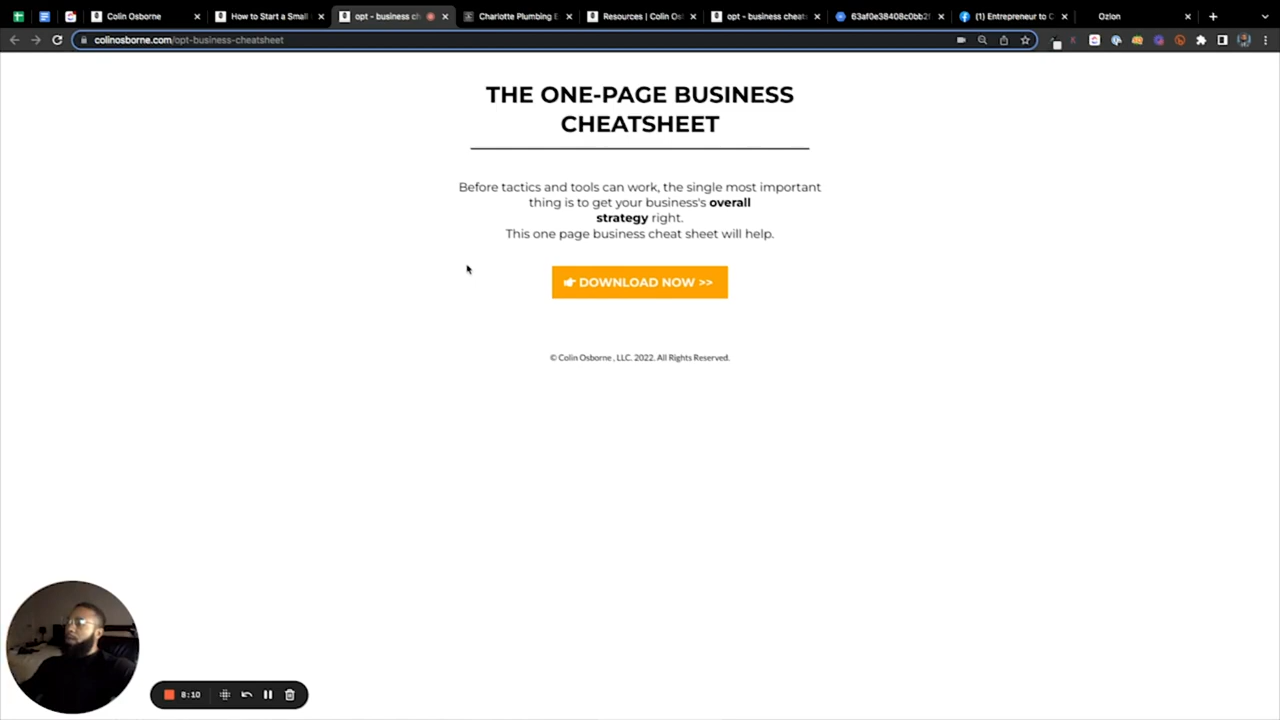 Colin Osborne
How to Start a Small
opt - business c
Charlotte Plumbing E
Resources | Colin Os
opt - business cheat
63af0e38408c0bb2
(1) Entrepreneur to C
Ozlon
colinosborne.com/opt-business-cheatsheet
THE ONE-PAGE BUSINESS
CHEATSHEET
Before tactics and tools can work, the single most important
thing is to get your business's overall
strategy right.
This one page business cheat sheet will help.
DOWNLOAD NOW >>
© Colin Osborne , LLC. 2022. All Rights Reserved.
8:10